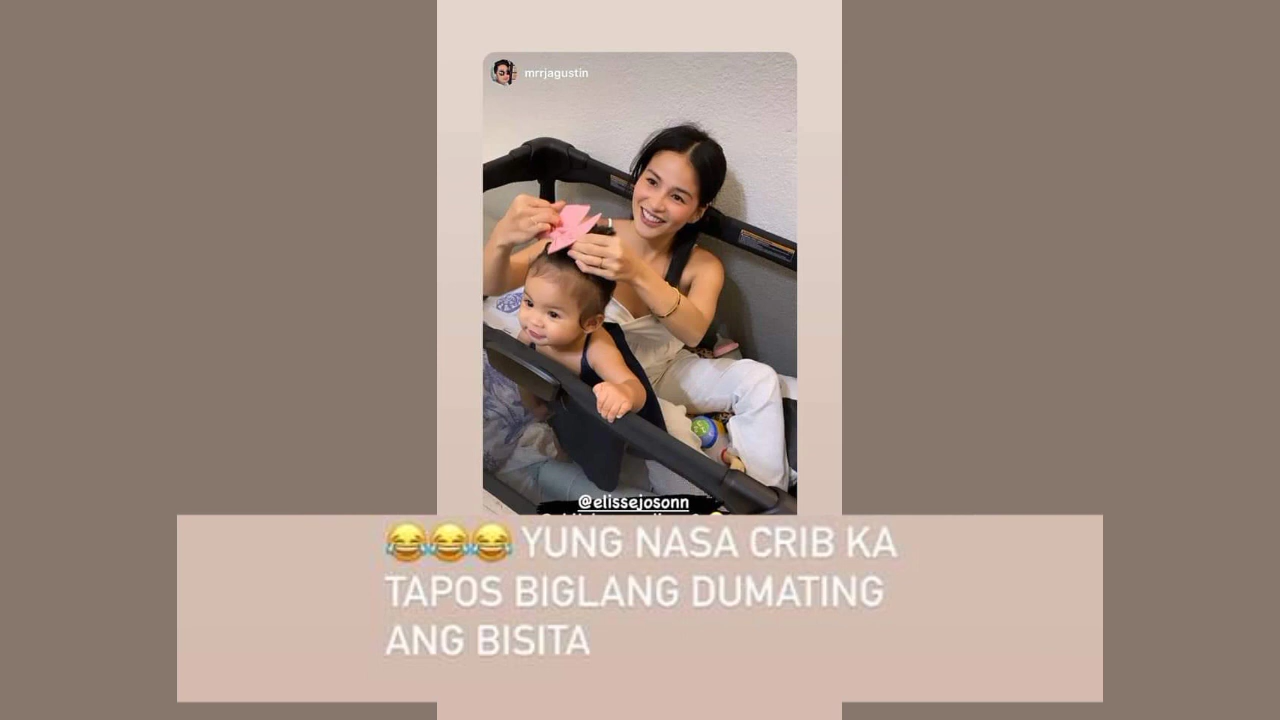 mrrjagustin
@elissejosonn
😂😂😂 YUNG NASA CRIB KA
TAPOS BIGLANG DUMATING
ANG BISITA